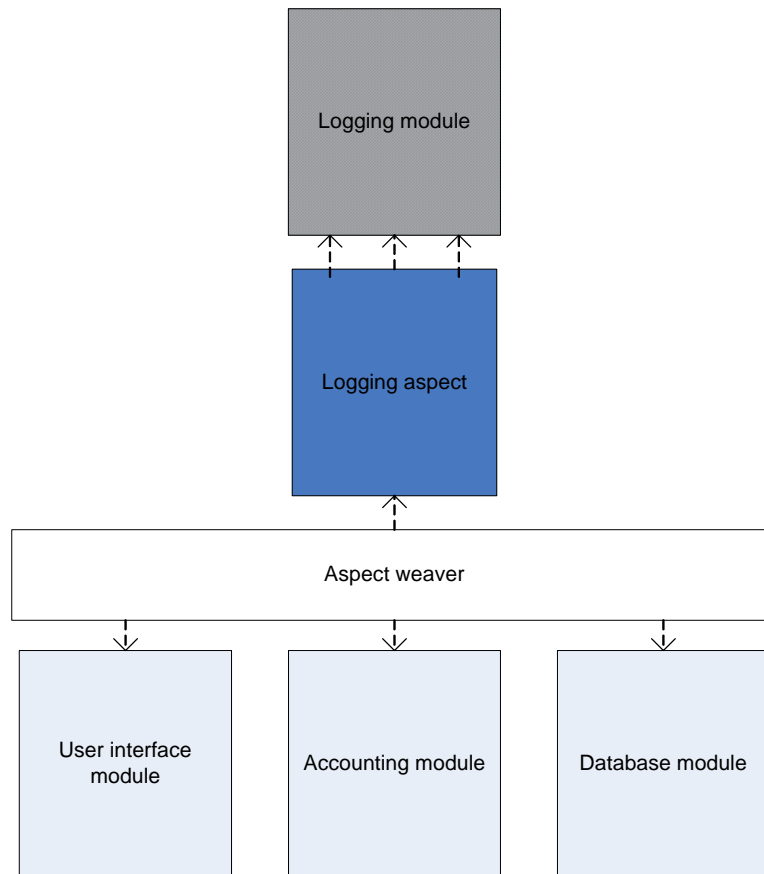 Logging module
Logging aspect
Aspect weaver
User interface
module
Accounting module
Database module